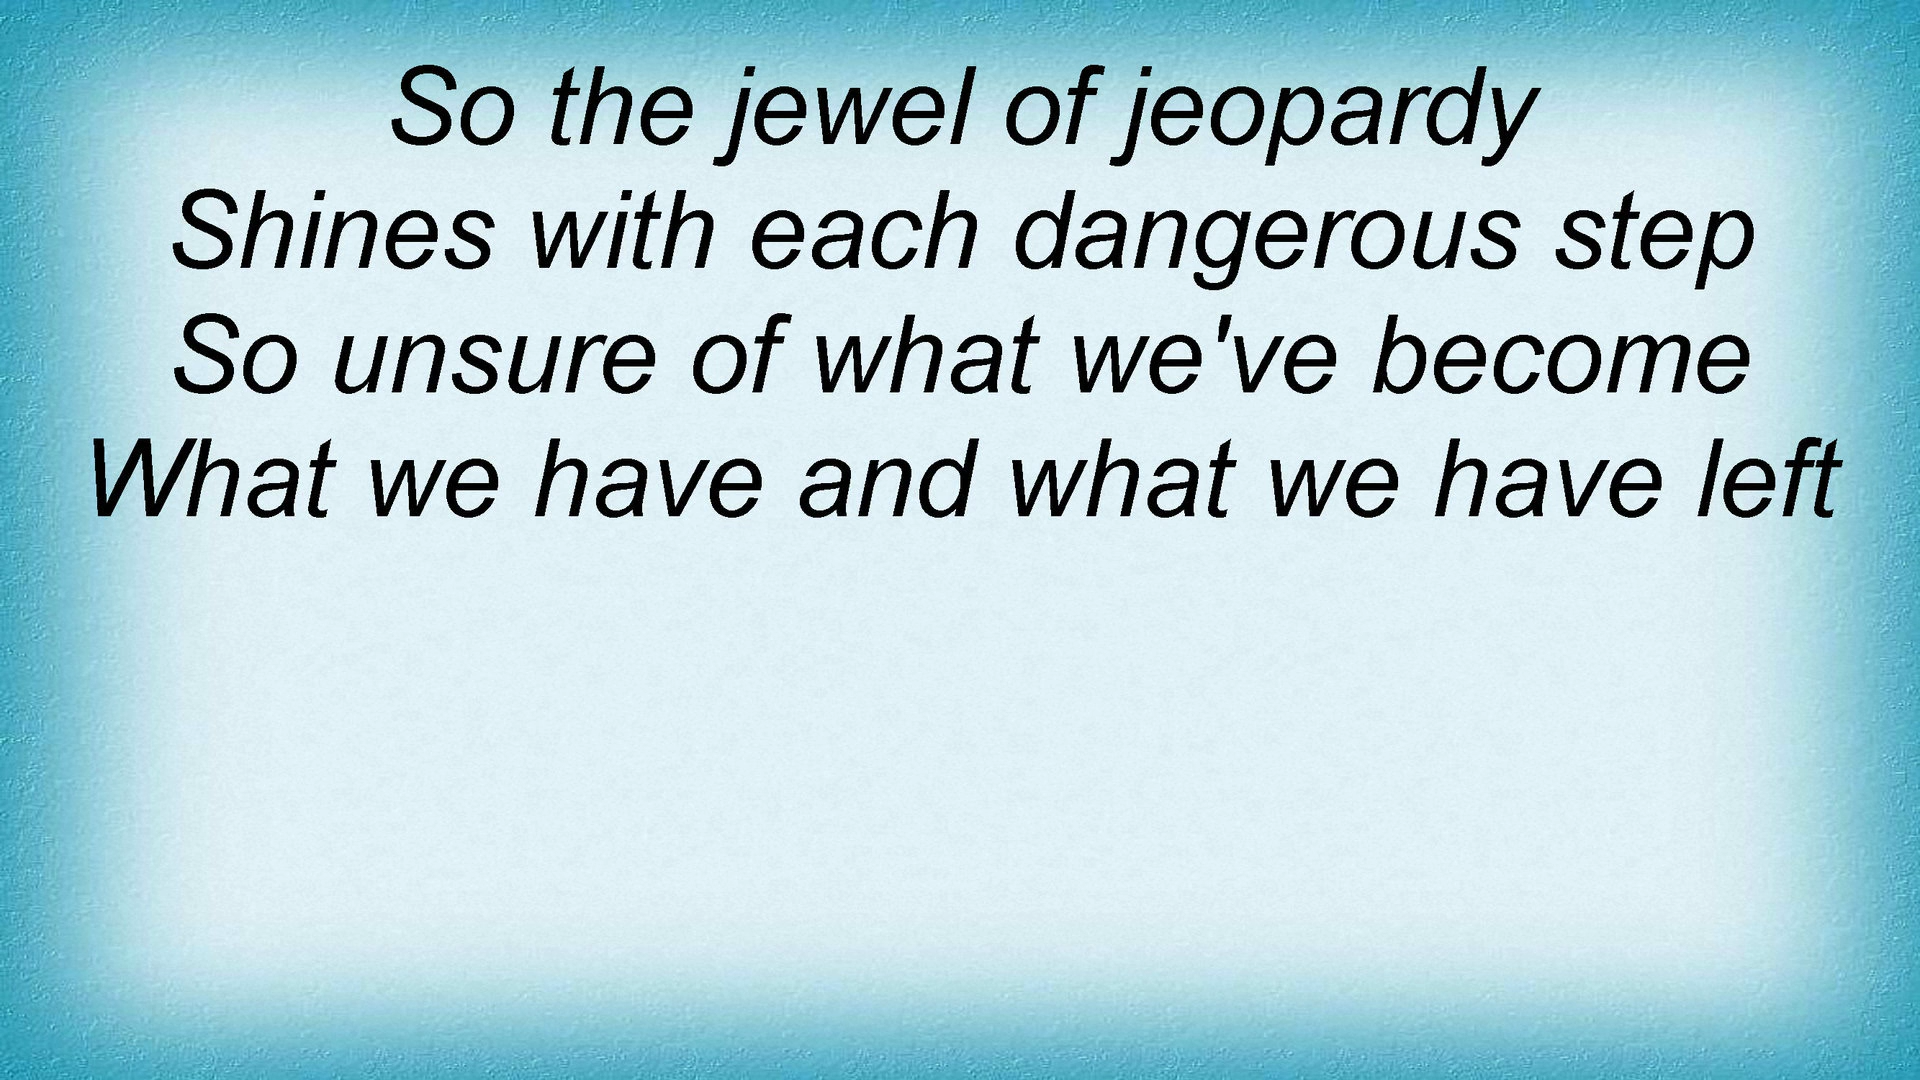 So the jewel of jeopardy
Shines with each dangerous step
So unsure of what we've become
What we have and what we have left